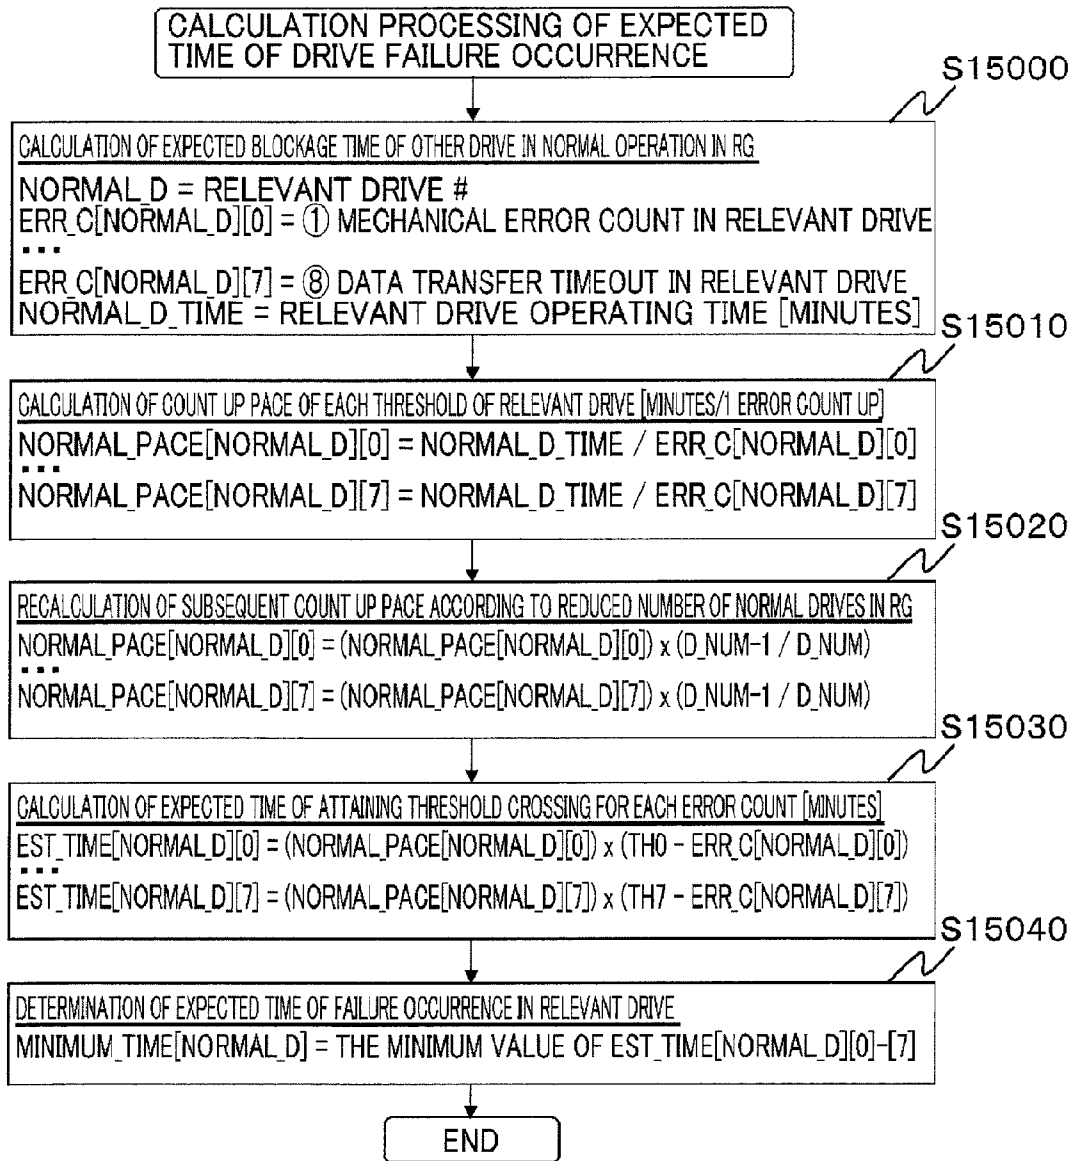 CALCULATION PROCESSING OF EXPECTED
TIME OF DRIVE FAILURE OCCURRENCE
S15000
CALCULATION OF EXPECTED BLOCKAGE TIME OF OTHER DRIVE IN NORMAL OPERATION IN RG
NORMAL_D = RELEVANT DRIVE #
ERR_C[NORMAL_D][0] = ① MECHANICAL ERROR COUNT IN RELEVANT DRIVE
...
ERR_C[NORMAL_D][7] = ⑧ DATA TRANSFER TIMEOUT IN RELEVANT DRIVE
NORMAL_D_TIME = RELEVANT DRIVE OPERATING TIME [MINUTES]
S15010
CALCULATION OF COUNT UP PACE OF EACH THRESHOLD OF RELEVANT DRIVE [MINUTES/1 ERROR COUNT UP]
NORMAL_PACE[NORMAL_D][0] = NORMAL_D_TIME / ERR_C[NORMAL_D][0]
...
NORMAL_PACE[NORMAL_D][7] = NORMAL_D_TIME / ERR_C[NORMAL_D][7]
S15020
RECALCULATION OF SUBSEQUENT COUNT UP PACE ACCORDING TO REDUCED NUMBER OF NORMAL DRIVES IN RG
NORMAL_PACE[NORMAL_D][0] = (NORMAL_PACE[NORMAL_D][0]) x (D_NUM-1 / D_NUM)
...
NORMAL_PACE[NORMAL_D][7] = (NORMAL_PACE[NORMAL_D][7]) x (D_NUM-1 / D_NUM)
S15030
CALCULATION OF EXPECTED TIME OF ATTAINING THRESHOLD CROSSING FOR EACH ERROR COUNT [MINUTES]
EST_TIME[NORMAL_D][0] = (NORMAL_PACE[NORMAL_D][0]) x (TH0 - ERR_C[NORMAL_D][0])
...
EST_TIME[NORMAL_D][7] = (NORMAL_PACE[NORMAL_D][7]) x (TH7 - ERR_C[NORMAL_D][7])
S15040
DETERMINATION OF EXPECTED TIME OF FAILURE OCCURRENCE IN RELEVANT DRIVE
MINIMUM_TIME[NORMAL_D] = THE MINIMUM VALUE OF EST_TIME[NORMAL_D][0]-[7]
END